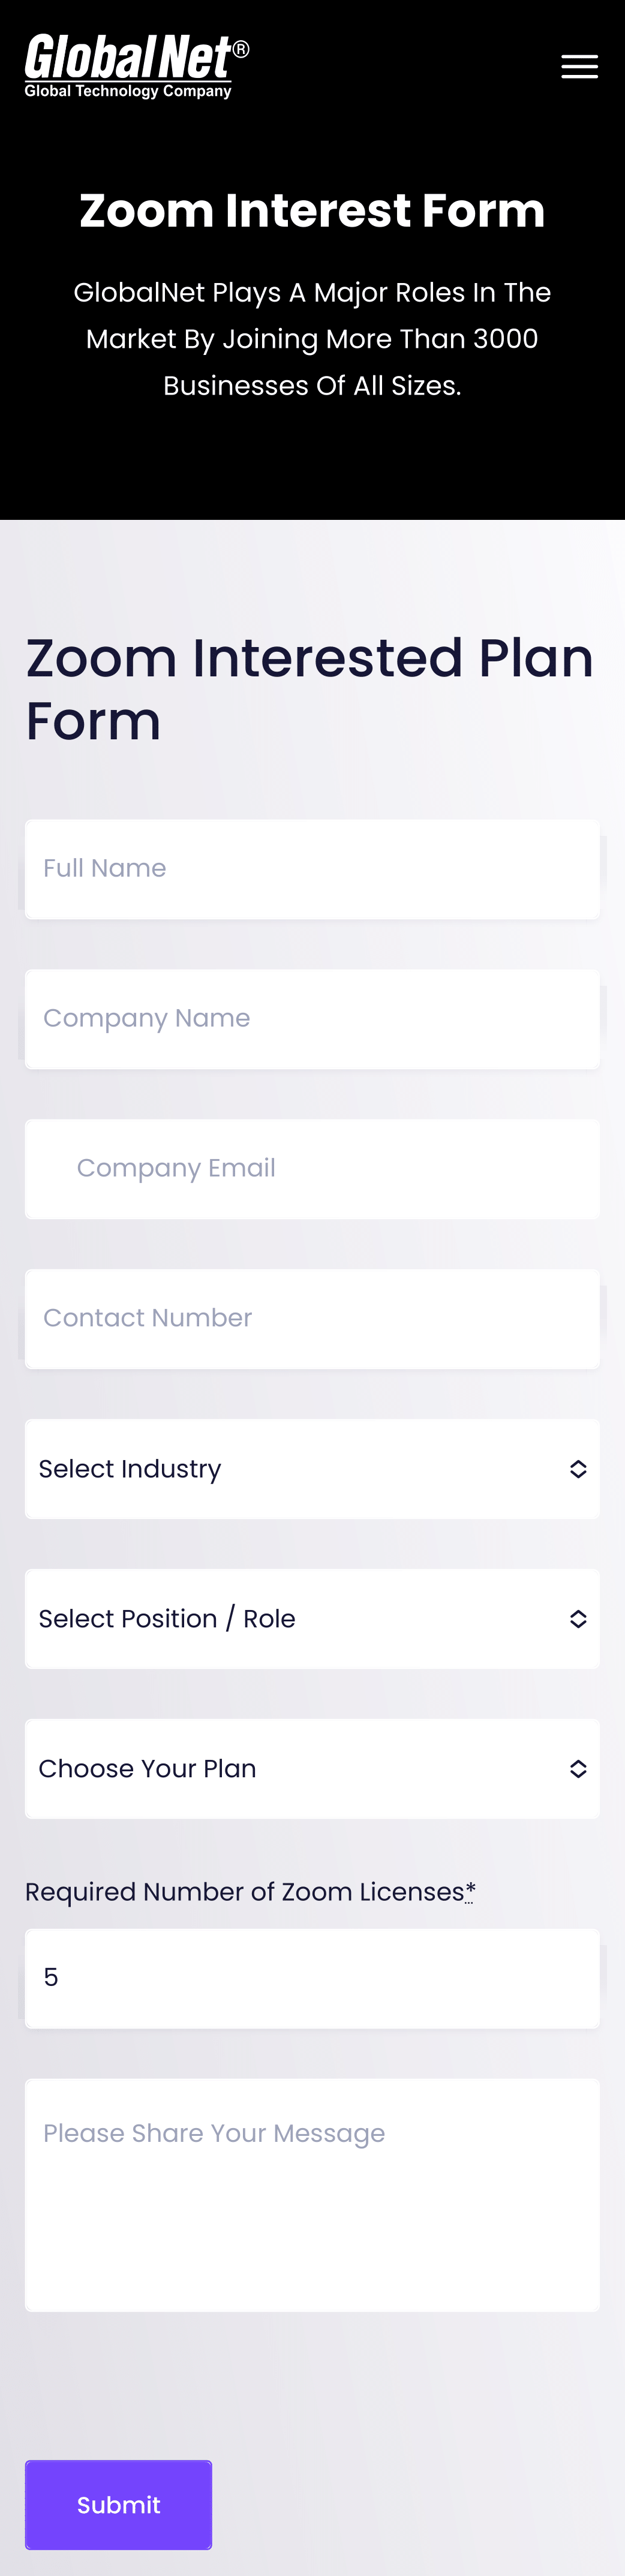 GlobalNet®
Global Technology Company
Zoom Interest Form
GlobalNet Plays A Major Roles In The
Market By Joining More Than 3000
Businesses Of All Sizes.
Zoom Interested Plan
Form
Full Name
Company Name
Company Email
Contact Number
Select Industry
Select Position / Role
Choose Your Plan
Required Number of Zoom Licenses*
5
Please Share Your Message
Submit